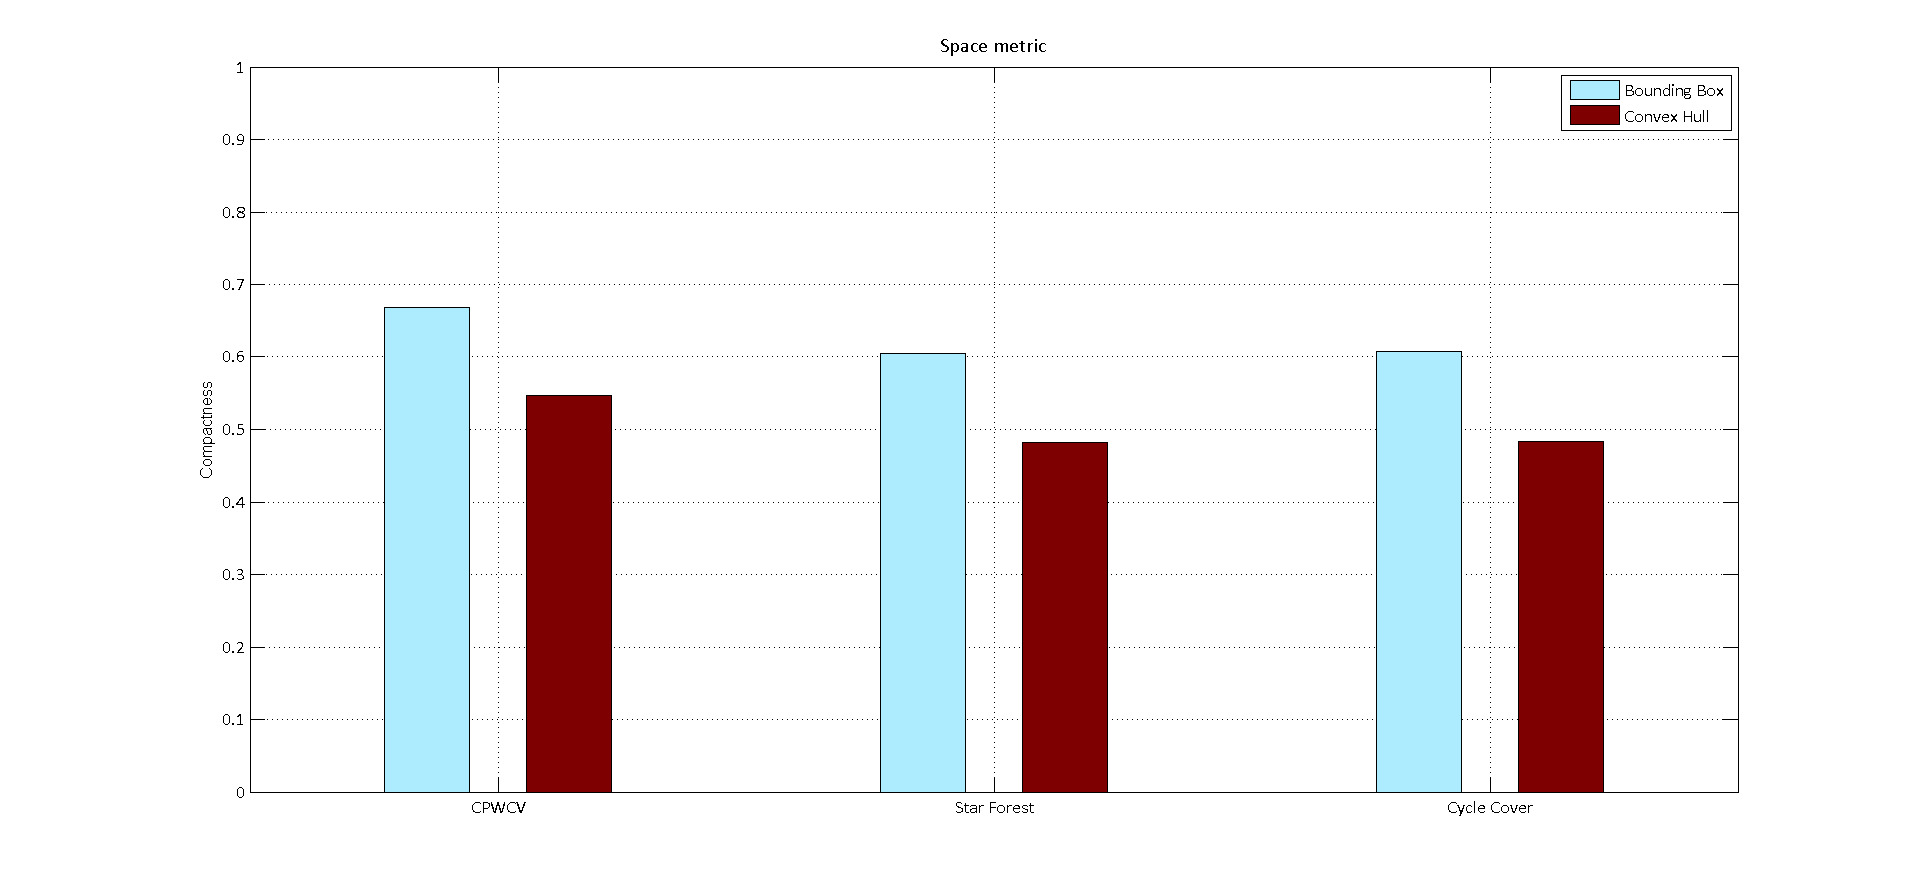 Space metric
Bounding Box
Convex Hull
1
0.9
0.8
0.7
0.6
0.5
0.4
0.3
0.2
0.1
0
Compactness
CPWCV
Star Forest
Cycle Cover